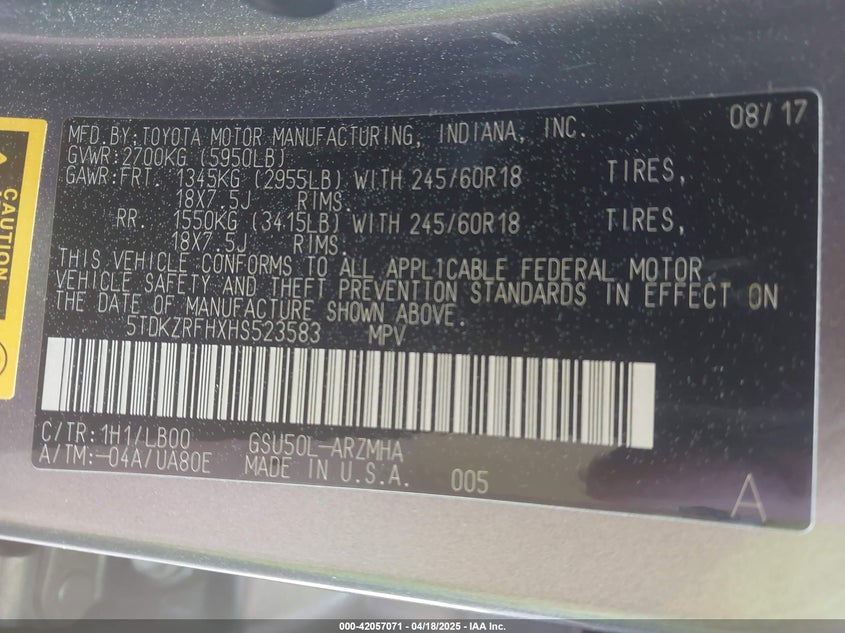 CAUTION
08/17
MFD.BY:TOYOTA MOTOR MANUFACTURING, INDIANA, INC.
GVWR:2700KG (5950LB)
GAWR:FRT. 1345KG (2955LB) WITH 245/60R18 TIRES,
18X7.5J RIMS.
RR. 1550KG (3415LB) WITH 245/60R18 TIRES,
18X7.5J RIMS.
THIS VEHICLE CONFORMS TO ALL APPLICABLE FEDERAL MOTOR
VEHICLE SAFETY AND THEFT PREVENTION STANDARDS IN EFFECT ON
THE DATE OF MANUFACTURE SHOWN ABOVE.
5TDKZRFHXHS523583 MPV
C/TR:1H1/LB00 GSU50L-ARZMHA
A/TM:-04A/UA80E MADE IN U.S.A. 005
A
000-42057071 - 04/18/2025 - IAA Inc.